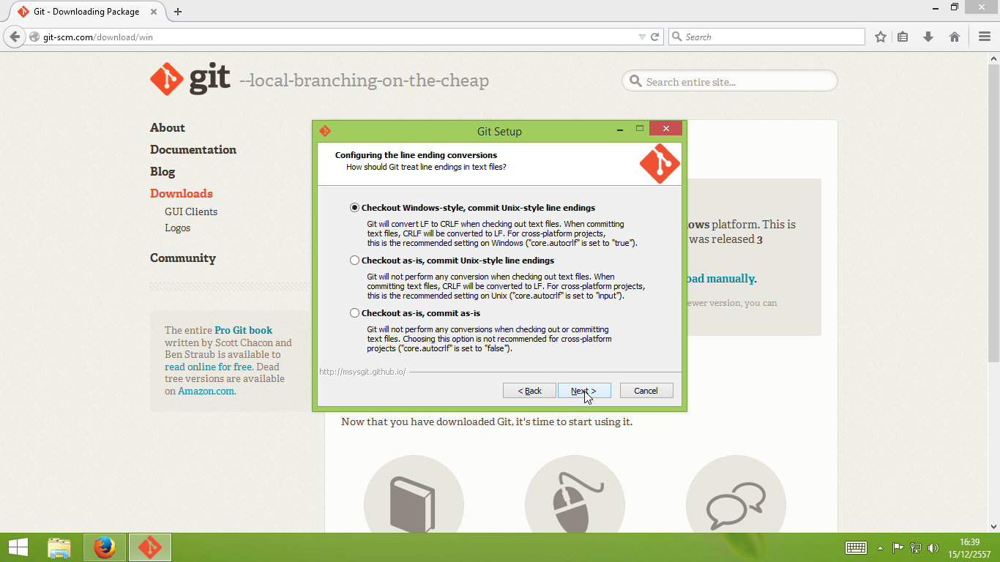 Git - Downloading Package
git-scm.com/download/win
Search
git --local-branching-on-the-cheap
Search entire site...
About
Documentation
Blog
Downloads
GUI Clients
Logos
Community
The entire Pro Git book
written by Scott Chacon and
Ben Straub is available to
read online for free. Dead
tree versions are available
on Amazon.com.
Git Setup
Configuring the line ending conversions
How should Git treat line endings in text files?
Checkout Windows-style, commit Unix-style line endings
Git will convert LF to CRLF when checking out text files. When committing
text files, CRLF will be converted to LF. For cross-platform projects,
this is the recommended setting on Windows ("core.autocrlf" is set to "true").
Checkout as-is, commit Unix-style line endings
Git will not perform any conversion when checking out text files. When
committing text files, CRLF will be converted to LF. For cross-platform projects,
this is the recommended setting on Unix ("core.autocrlf" is set to "input").
Checkout as-is, commit as-is
Git will not perform any conversions when checking out or committing
text files. Choosing this option is not recommended for cross-platform
projects ("core.autocrlf" is set to "false").
http://msysgit.github.io/
< Back
Next >
Cancel
ows platform. This is
was released 3
oad manually.
ewer version, you can
Now that you have downloaded Git, it's time to start using it.
16:39
15/12/2557